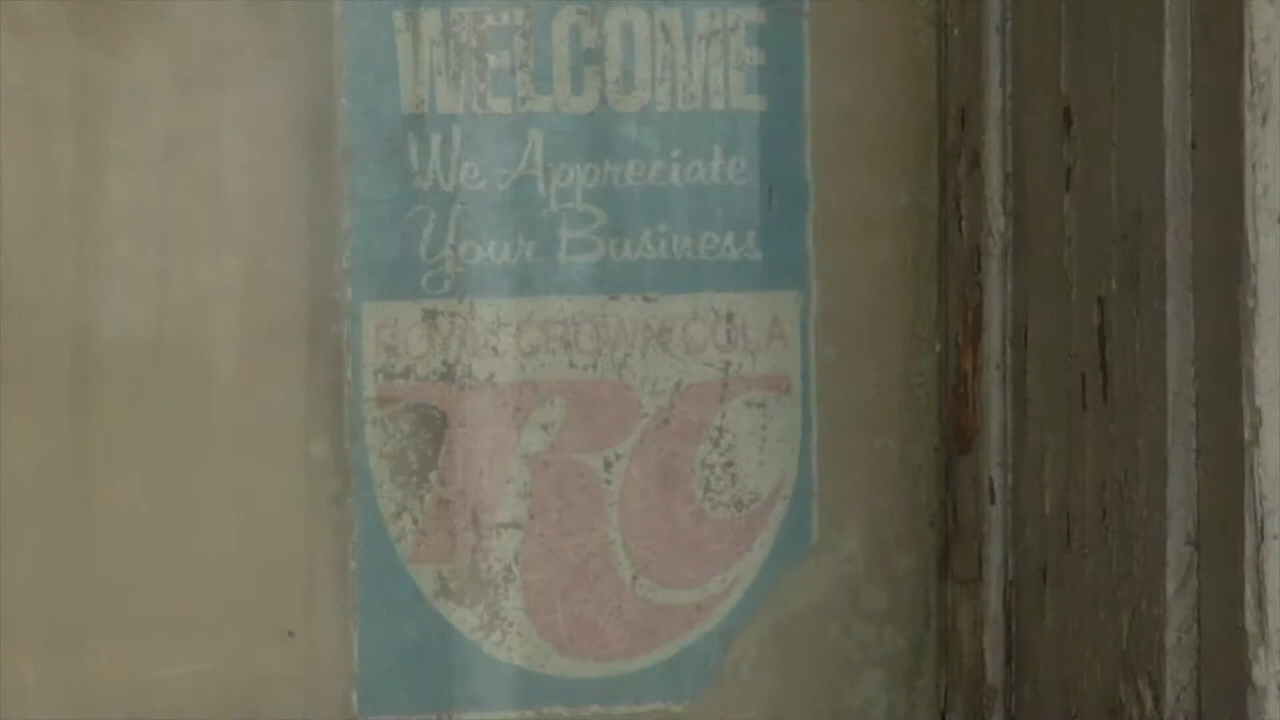 WELCOME
We Appreciate
Your Business
ROYAL CROWN COLA
RC